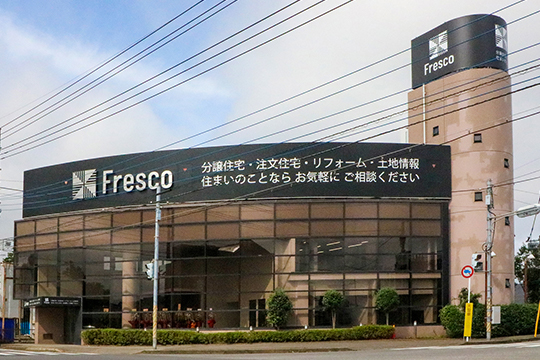 Fresco
Fresco
分譲住宅・注文住宅・リフォーム・土地情報
住まいのことなら お気軽に ご相談ください